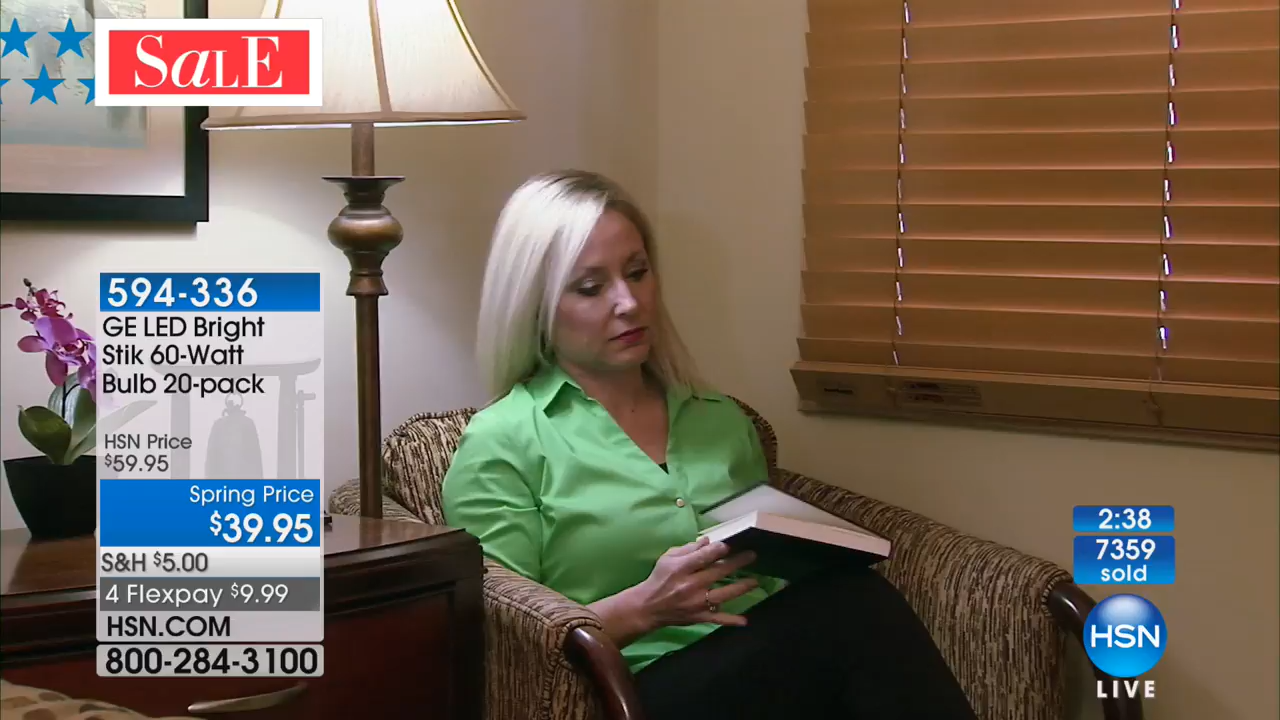 SaLE
594-336
GE LED Bright
Stik 60-Watt
Bulb 20-pack
HSN Price
$59.95
Spring Price
$39.95
S&H $5.00
4 Flexpay $9.99
HSN.COM
800-284-3100
2:38
7359
sold
HSN
LIVE